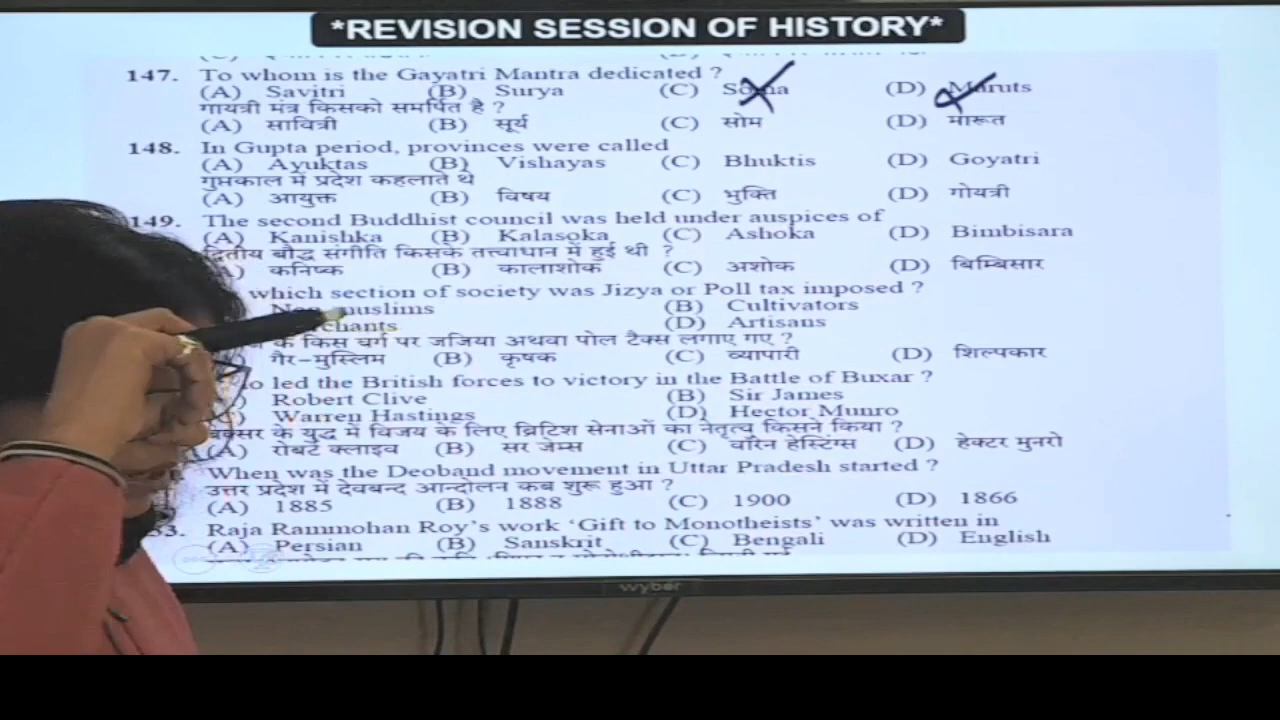 *REVISION SESSION OF HISTORY*
147. To whom is the Gayatri Mantra dedicated ?
(A) Savitri (B) Surya (C) Soma (D) Maruts
गायत्री मंत्र किसको समर्पित है ?
(A) सावित्री (B) सूर्य (C) सोम (D) मारूत
148. In Gupta period, provinces were called
(A) Ayuktas (B) Vishayas (C) Bhuktis (D) Goyatri
गुप्तकाल में प्रदेश कहलाते थे
(A) आयुक्त (B) विषय (C) भुक्ति (D) गोयत्री
149. The second Buddhist council was held under auspices of
(A) Kanishka (B) Kalasoka (C) Ashoka (D) Bimbisara
द्वितीय बौद्ध संगीति किसके तत्त्वाधान में हुई थी ?
कनिष्क (B) कालाशोक (C) अशोक (D) बिम्बिसार
which section of society was Jizya or Poll tax imposed ?
Non-muslims (B) Cultivators
(D) Artisans
के किस वर्ग पर जजिया अथवा पोल टैक्स लगाए गए ?
गैर-मुस्लिम (B) कृषक (C) व्यापारी (D) शिल्पकार
led the British forces to victory in the Battle of Buxar ?
Robert Clive (B) Sir James
Warren Hastings (D) Hector Munro
बक्सर के युद्ध में विजय के लिए ब्रिटिश सेनाओं का नेतृत्व किसने किया ?
(A) रोबर्ट क्लाइव (B) सर जेम्स (C) वॉरेन हेस्टिंग्स (D) हेक्टर मुनरो
When was the Deoband movement in Uttar Pradesh started ?
उत्तर प्रदेश में देवबन्द आन्दोलन कब शुरू हुआ ?
(A) 1885 (B) 1888 (C) 1900 (D) 1866
Raja Rammohan Roy's work 'Gift to Monotheists' was written in
(A) Persian (B) Sanskrit (C) Bengali (D) English
wyber